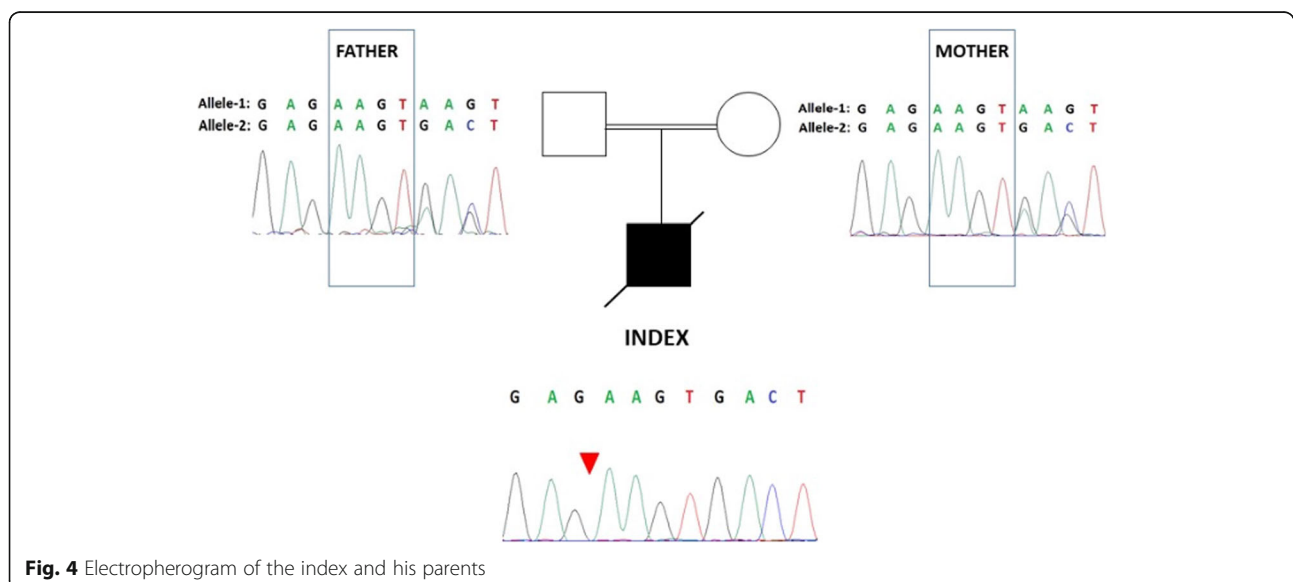 FATHER
Allele-1: G A G A A G T A A G T
Allele-2: G A G A A G T G A C T
MOTHER
Allele-1: G A G A A G T A A G T
Allele-2: G A G A A G T G A C T
INDEX
G A G A A G T G A C T
Fig. 4 Electropherogram of the index and his parents